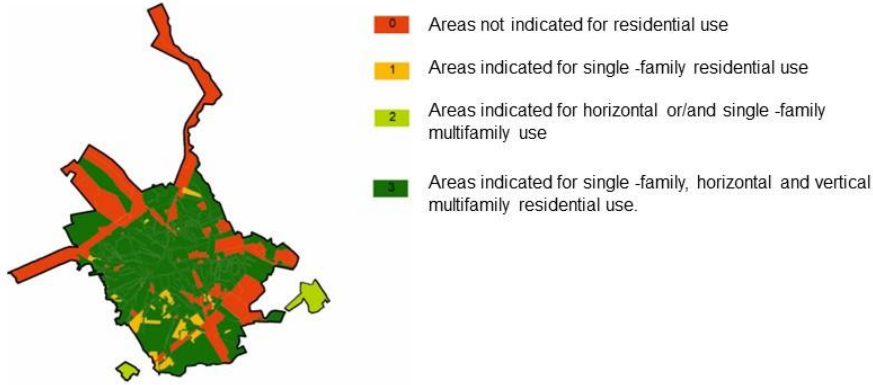 0 Areas not indicated for residential use
1 Areas indicated for single -family residential use
2 Areas indicated for horizontal or/and single -family
multifamily use
3 Areas indicated for single -family, horizontal and vertical
multifamily residential use.